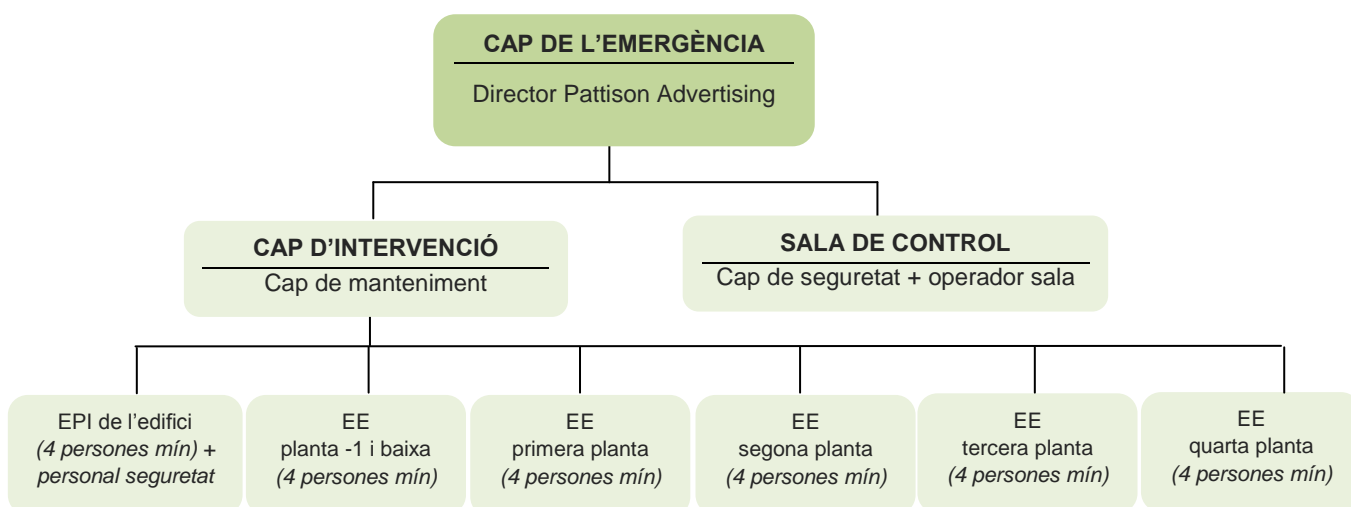 CAP DE L’EMERGÈNCIA
Director Pattison Advertising
CAP D’INTERVENCIÓ
Cap de manteniment
SALA DE CONTROL
Cap de seguretat + operador sala
EPI de l’edifici
(4 persones mín) +
personal seguretat
EE
planta -1 i baixa
(4 persones mín)
EE
primera planta
(4 persones mín)
EE
segona planta
(4 persones mín)
EE
tercera planta
(4 persones mín)
EE
quarta planta
(4 persones mín)